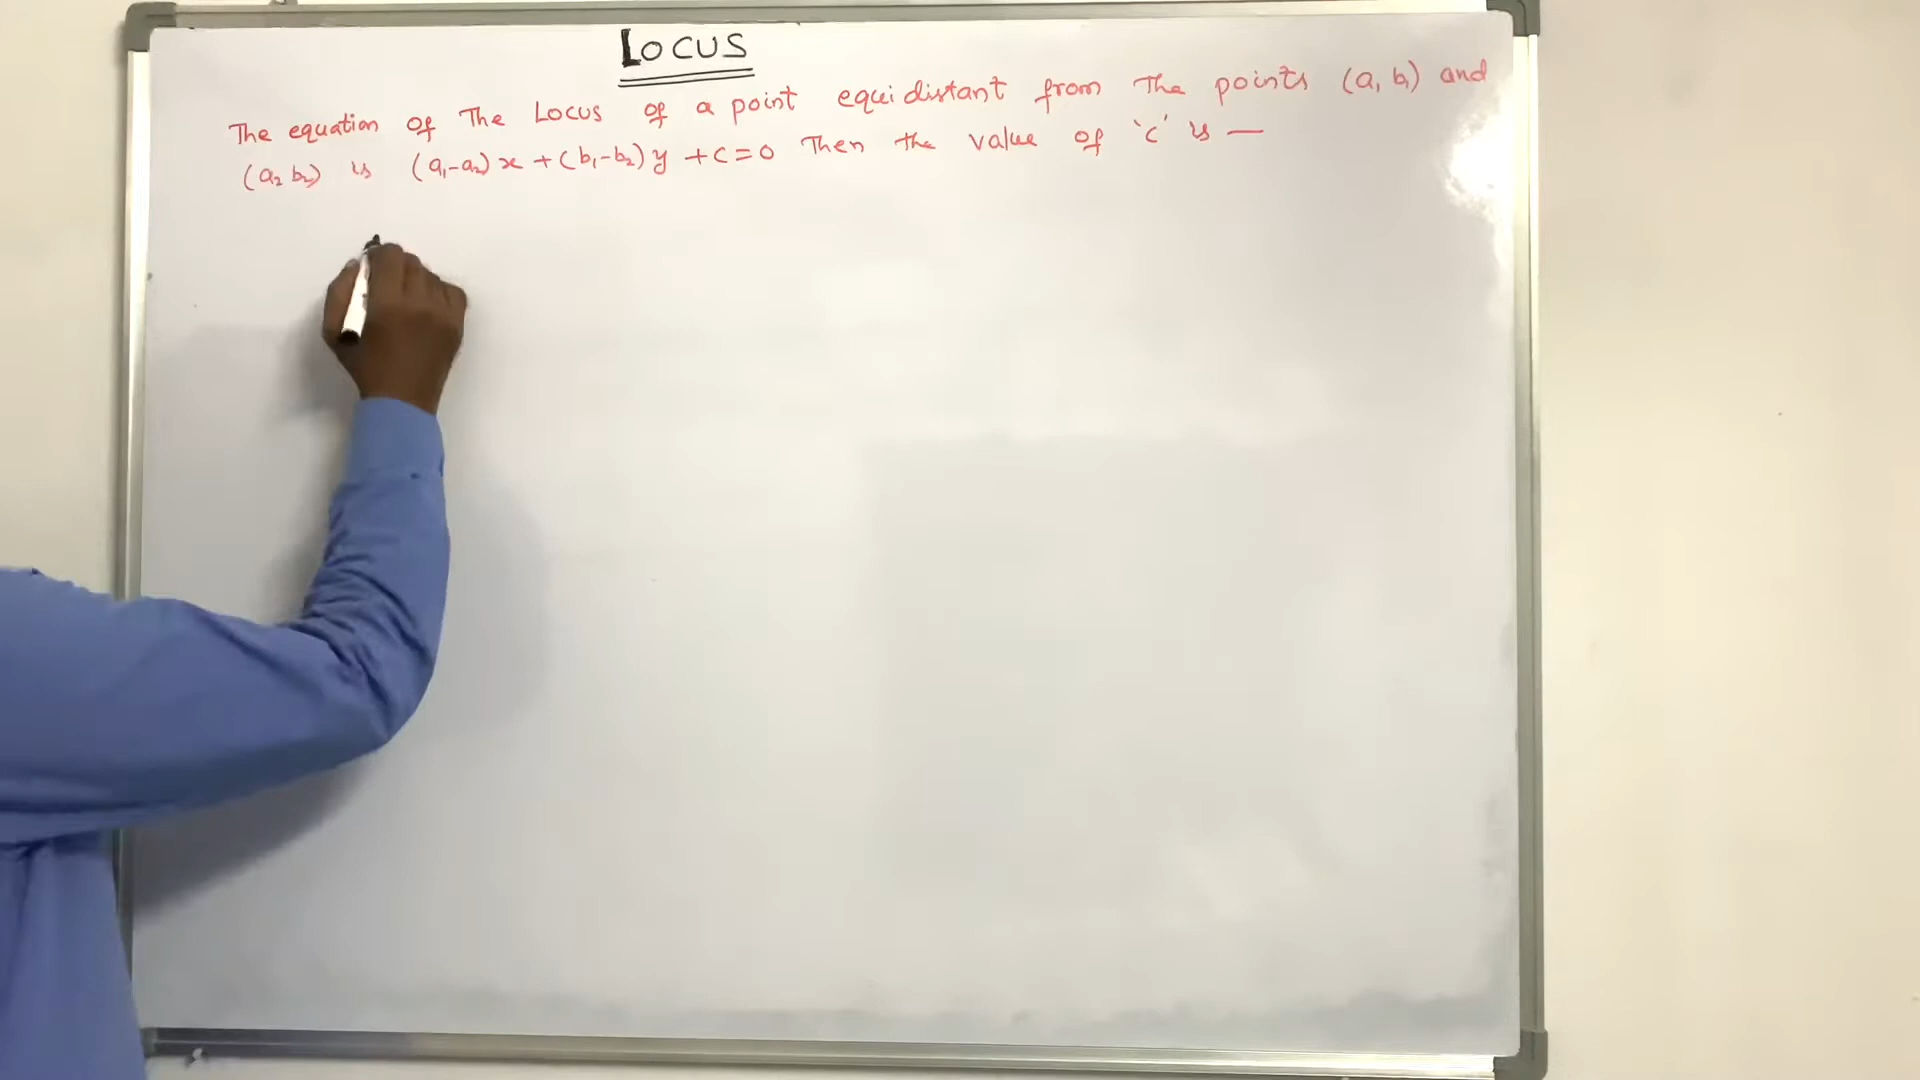 LOCUS
The equation of The Locus of a point equidistant from The points (a, b,) and
(a₂ b₂) is (a₁-a₂)x+(b₁-b₂)y+c=0 Then the value of 'c' is —